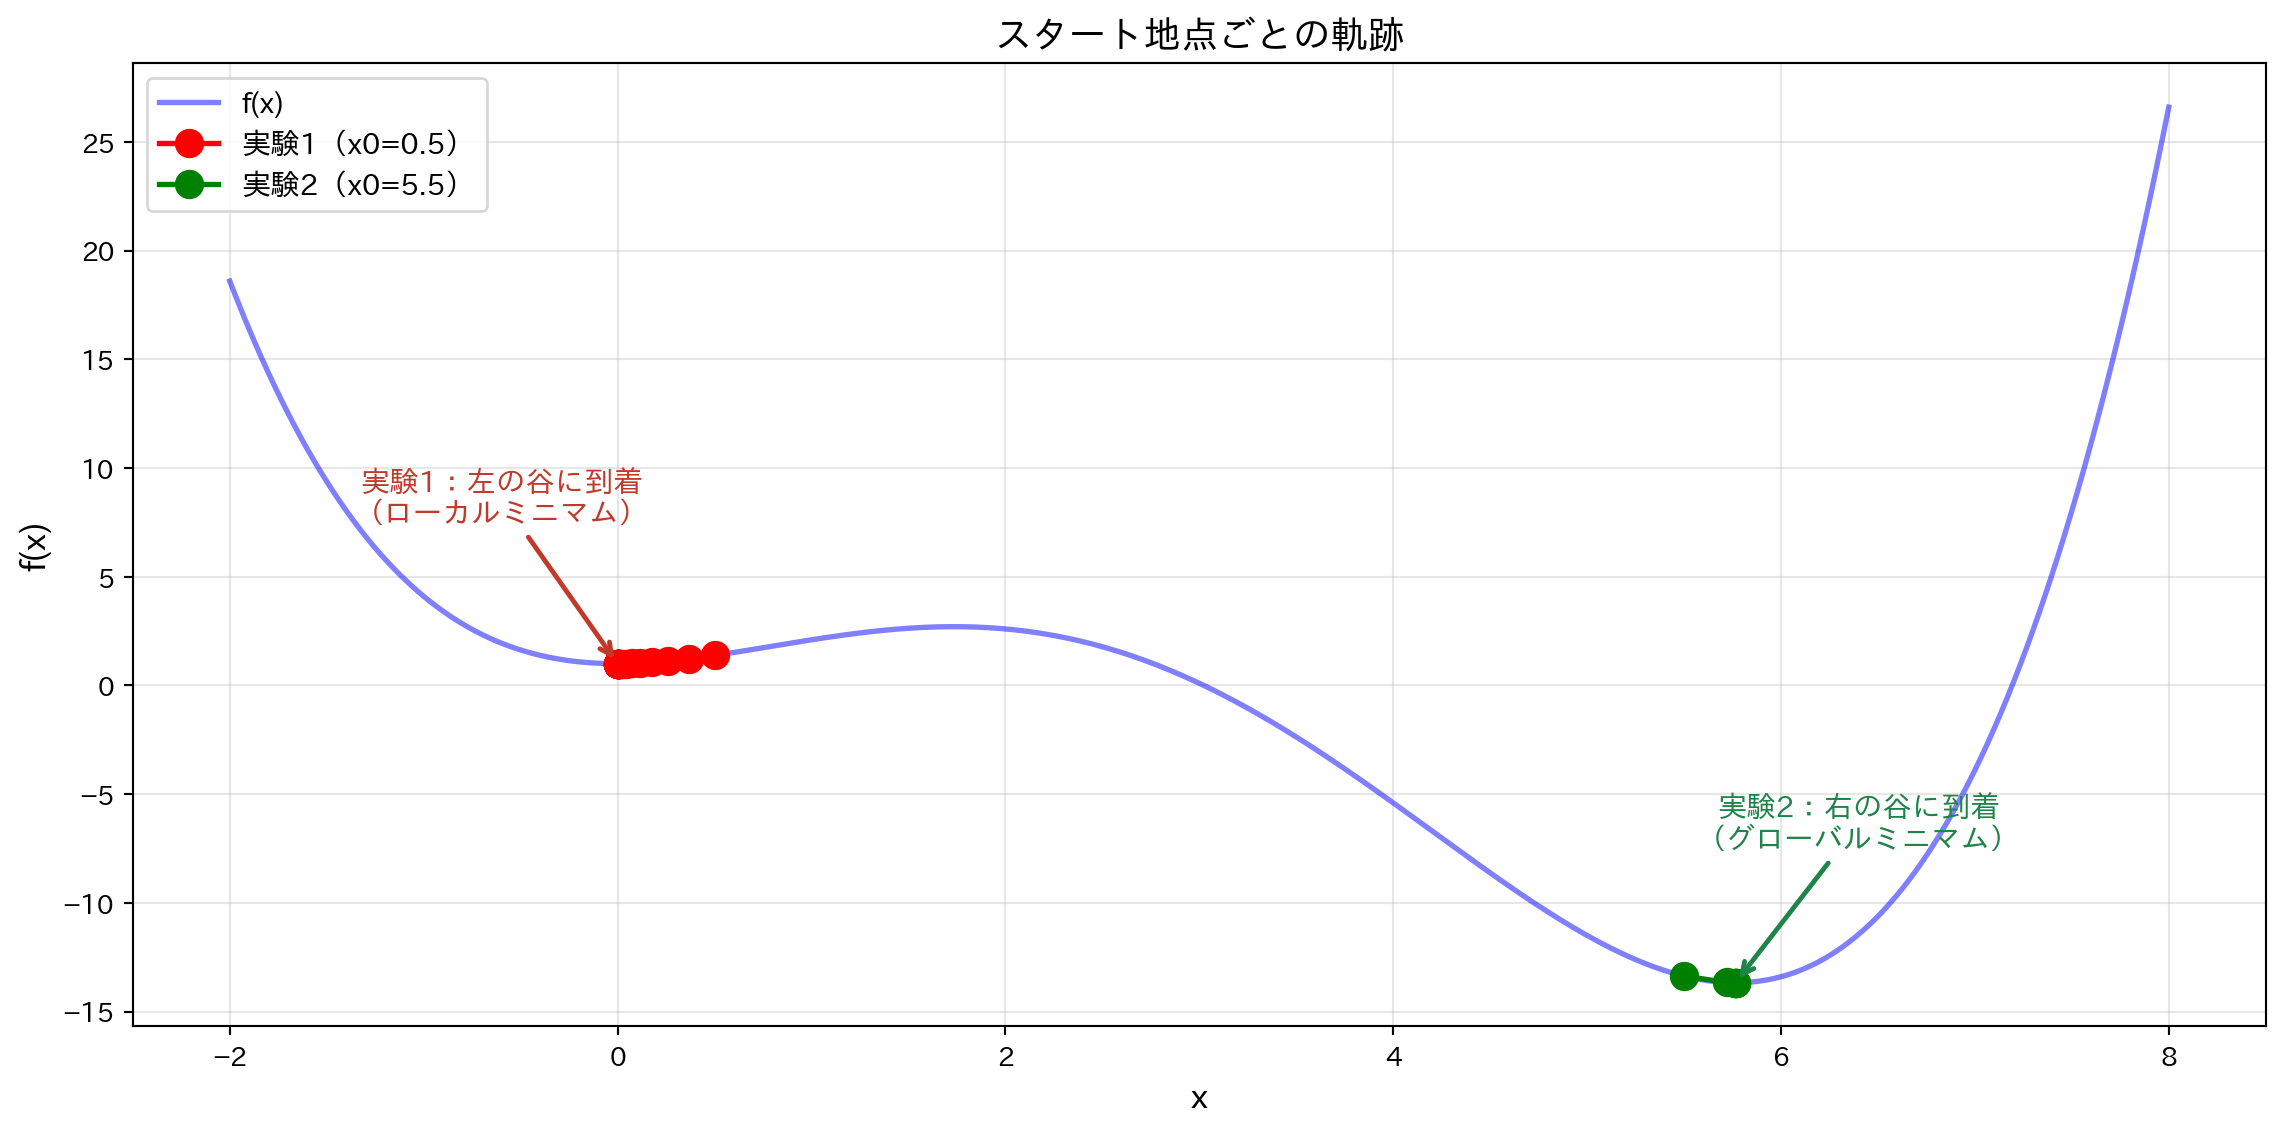 スタート地点ごとの軌跡
f(x)
実験1（x0=0.5）
実験2（x0=5.5）
25
20
15
10
5
0
−5
−10
−15
f(x)
実験1：左の谷に到着
（ローカルミニマム）
実験2：右の谷に到着
（グローバルミニマム）
−2
0
2
4
6
8
x